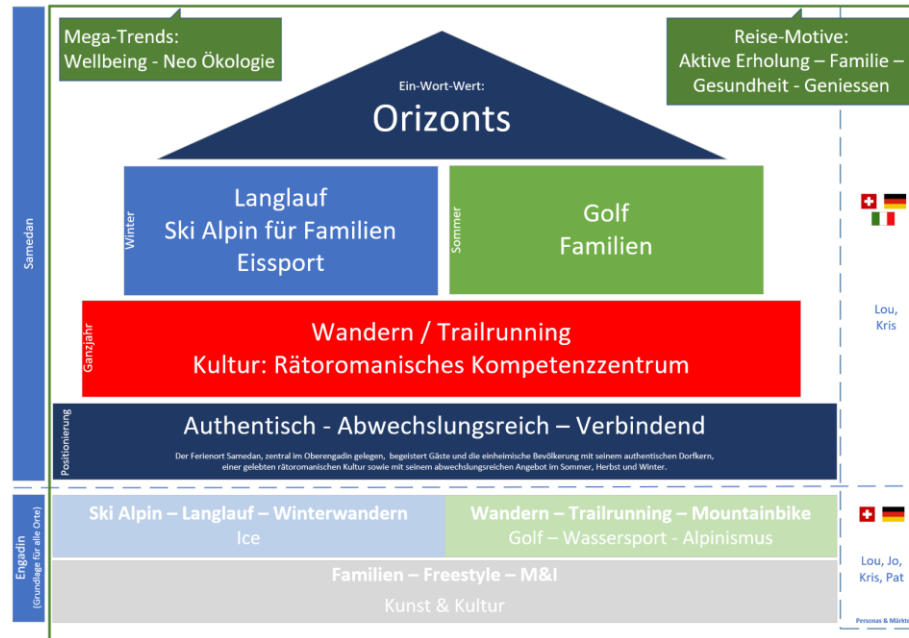 Mega-Trends:
Wellbeing - Neo Ökologie
Reise-Motive:
Aktive Erholung – Familie –
Gesundheit - Geniessen
Ein-Wort-Wert:
Orizonts
Samedan
Winter
Langlauf
Ski Alpin für Familien
Eissport
Sommer
Golf
Familien
Lou,
Kris
Ganzjahr
Wandern / Trailrunning
Kultur: Rätoromanisches Kompetenzzentrum
Positionierung
Authentisch - Abwechslungsreich – Verbindend
Der Ferienort Samedan, zentral im Oberengadin gelegen, begeistert Gäste und die einheimische Bevölkerung mit seinem authentischen Dorfkern,
einer gelebten rätoromanischen Kultur sowie mit seinem abwechslungsreichen Angebot im Sommer, Herbst und Winter.
Engadin
(Grundlage für alle Orte)
Ski Alpin – Langlauf – Winterwandern
Ice
Wandern – Trailrunning – Mountainbike
Golf – Wassersport - Alpinismus
Familien – Freestyle – M&I
Kunst & Kultur
Lou, Jo,
Kris, Pat
Personas & Märkte